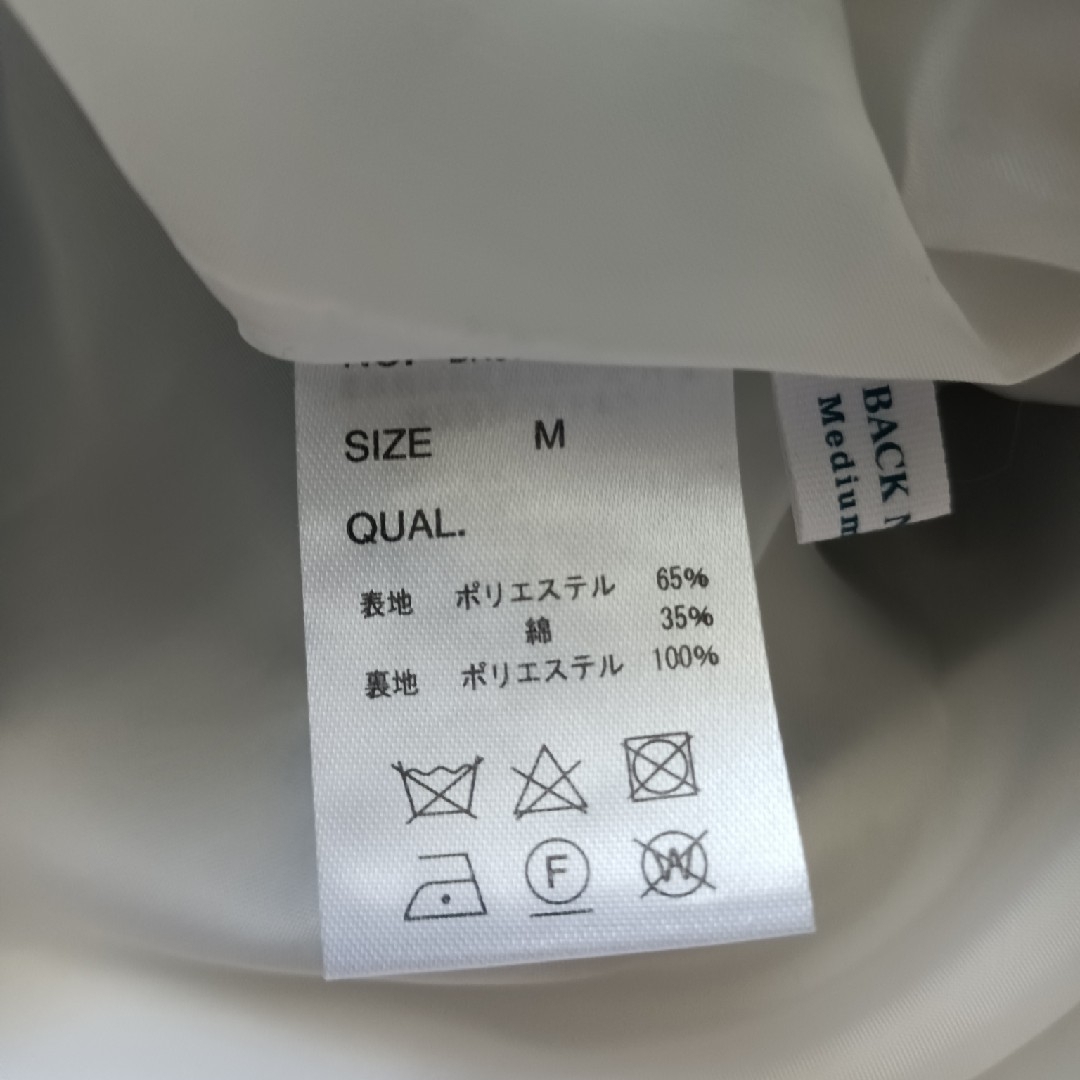 SIZE M
QUAL.
表地 ポリエステル 65%
綿 35%
裏地 ポリエステル 100%
F
W
BACK
Medium